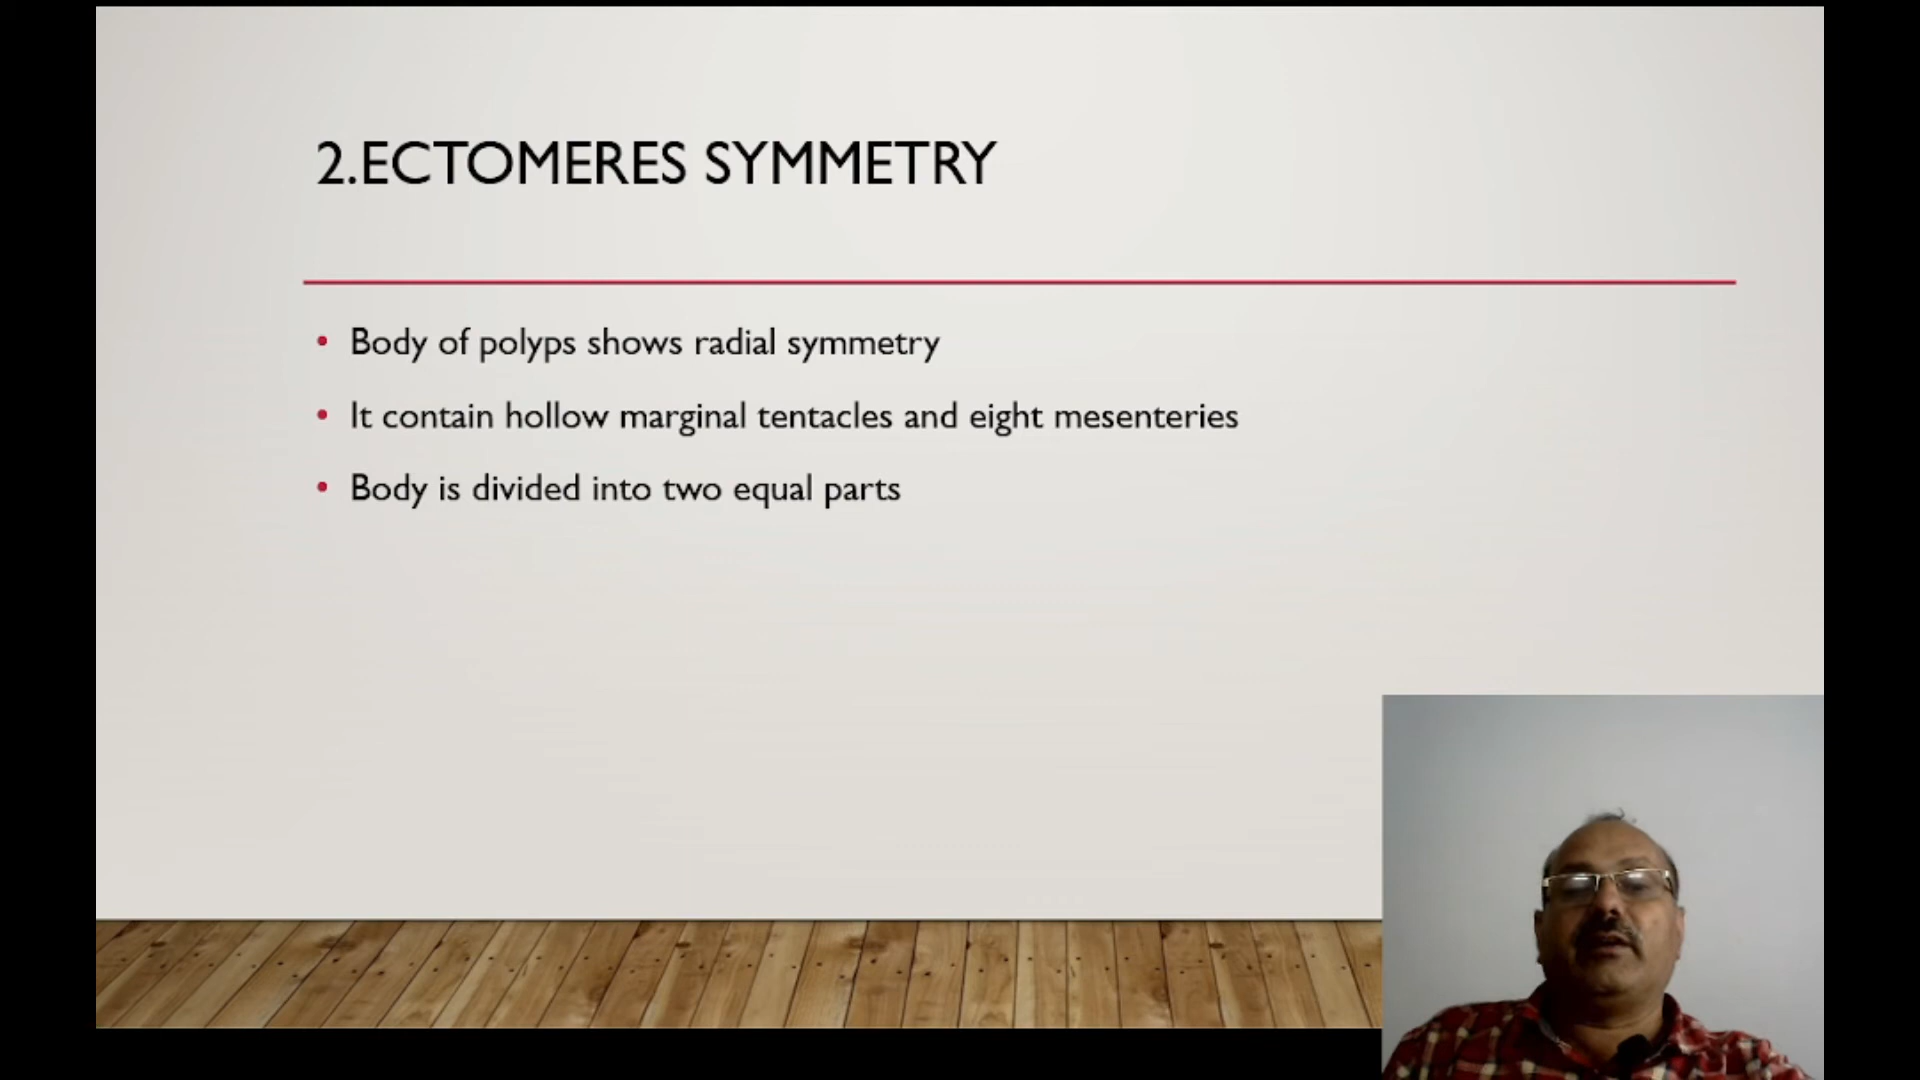 2.ECTOMERES SYMMETRY
• Body of polyps shows radial symmetry
• It contain hollow marginal tentacles and eight mesenteries
• Body is divided into two equal parts